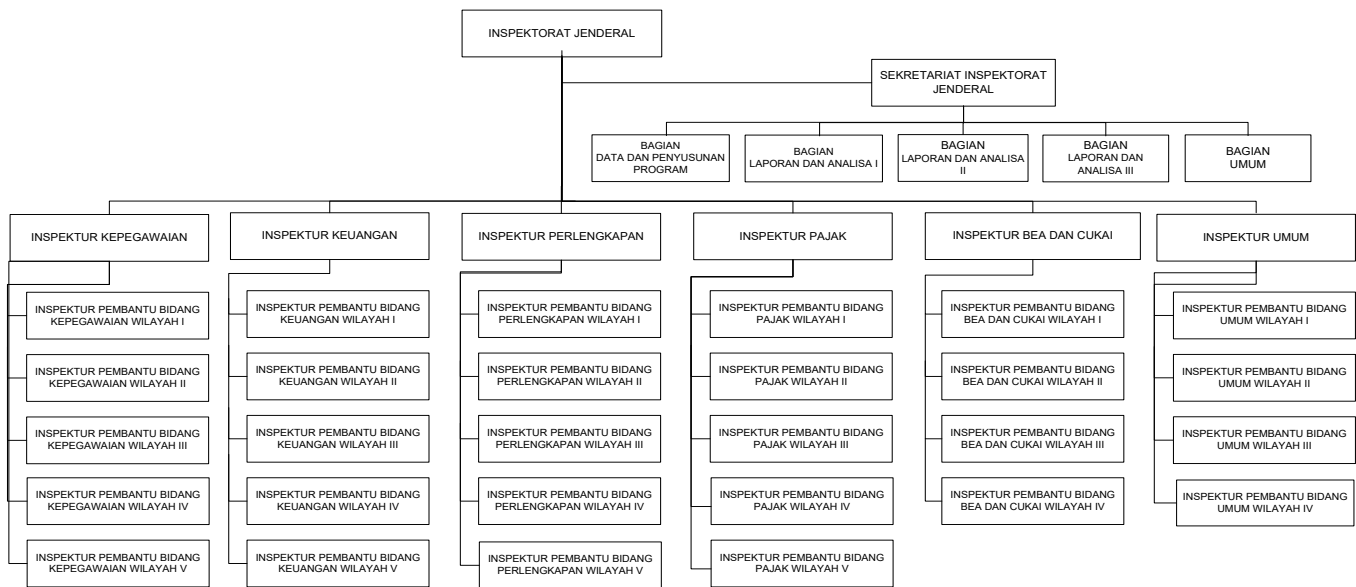 INSPEKTORAT JENDERAL
SEKRETARIAT INSPEKTORAT
JENDERAL
BAGIAN
DATA DAN PENYUSUNAN
PROGRAM
BAGIAN
LAPORAN DAN ANALISA I
BAGIAN
LAPORAN DAN ANALISA
II
BAGIAN
LAPORAN DAN
ANALISA III
BAGIAN
UMUM
INSPEKTUR KEPEGAWAIAN
INSPEKTUR KEUANGAN
INSPEKTUR PERLENGKAPAN
INSPEKTUR PAJAK
INSPEKTUR BEA DAN CUKAI
INSPEKTUR UMUM
INSPEKTUR PEMBANTU BIDANG
KEPEGAWAIAN WILAYAH I
INSPEKTUR PEMBANTU BIDANG
KEUANGAN WILAYAH I
INSPEKTUR PEMBANTU BIDANG
PERLENGKAPAN WILAYAH I
INSPEKTUR PEMBANTU BIDANG
PAJAK WILAYAH I
INSPEKTUR PEMBANTU BIDANG
BEA DAN CUKAI WILAYAH I
INSPEKTUR PEMBANTU BIDANG
UMUM WILAYAH I
INSPEKTUR PEMBANTU BIDANG
KEPEGAWAIAN WILAYAH II
INSPEKTUR PEMBANTU BIDANG
KEUANGAN WILAYAH II
INSPEKTUR PEMBANTU BIDANG
PERLENGKAPAN WILAYAH II
INSPEKTUR PEMBANTU BIDANG
PAJAK WILAYAH II
INSPEKTUR PEMBANTU BIDANG
BEA DAN CUKAI WILAYAH II
INSPEKTUR PEMBANTU BIDANG
UMUM WILAYAH II
INSPEKTUR PEMBANTU BIDANG
KEPEGAWAIAN WILAYAH III
INSPEKTUR PEMBANTU BIDANG
KEUANGAN WILAYAH III
INSPEKTUR PEMBANTU BIDANG
PERLENGKAPAN WILAYAH III
INSPEKTUR PEMBANTU BIDANG
PAJAK WILAYAH III
INSPEKTUR PEMBANTU BIDANG
BEA DAN CUKAI WILAYAH III
INSPEKTUR PEMBANTU BIDANG
UMUM WILAYAH III
INSPEKTUR PEMBANTU BIDANG
KEPEGAWAIAN WILAYAH IV
INSPEKTUR PEMBANTU BIDANG
KEUANGAN WILAYAH IV
INSPEKTUR PEMBANTU BIDANG
PERLENGKAPAN WILAYAH IV
INSPEKTUR PEMBANTU BIDANG
PAJAK WILAYAH IV
INSPEKTUR PEMBANTU BIDANG
BEA DAN CUKAI WILAYAH IV
INSPEKTUR PEMBANTU BIDANG
UMUM WILAYAH IV
INSPEKTUR PEMBANTU BIDANG
KEPEGAWAIAN WILAYAH V
INSPEKTUR PEMBANTU BIDANG
KEUANGAN WILAYAH V
INSPEKTUR PEMBANTU BIDANG
PERLENGKAPAN WILAYAH V
INSPEKTUR PEMBANTU BIDANG
PAJAK WILAYAH V